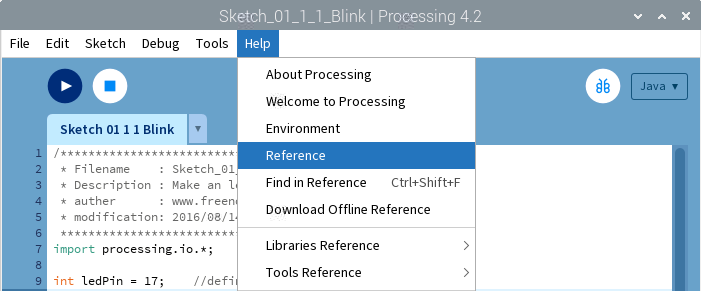 Sketch_01_1_1_Blink | Processing 4.2
File Edit Sketch Debug Tools Help
About Processing
Welcome to Processing
Environment
Reference
Find in Reference Ctrl+Shift+F
Download Offline Reference
Libraries Reference
Tools Reference
Java
Sketch 01 1 1 Blink
1 /**************************
2 * Filename    : Sketch_01_
3 * Description : Make an le
4 * auther      : www.freeno
5 * modification: 2016/08/14
6 **************************
7 import processing.io.*;
8
9 int ledPin = 17;    //defin